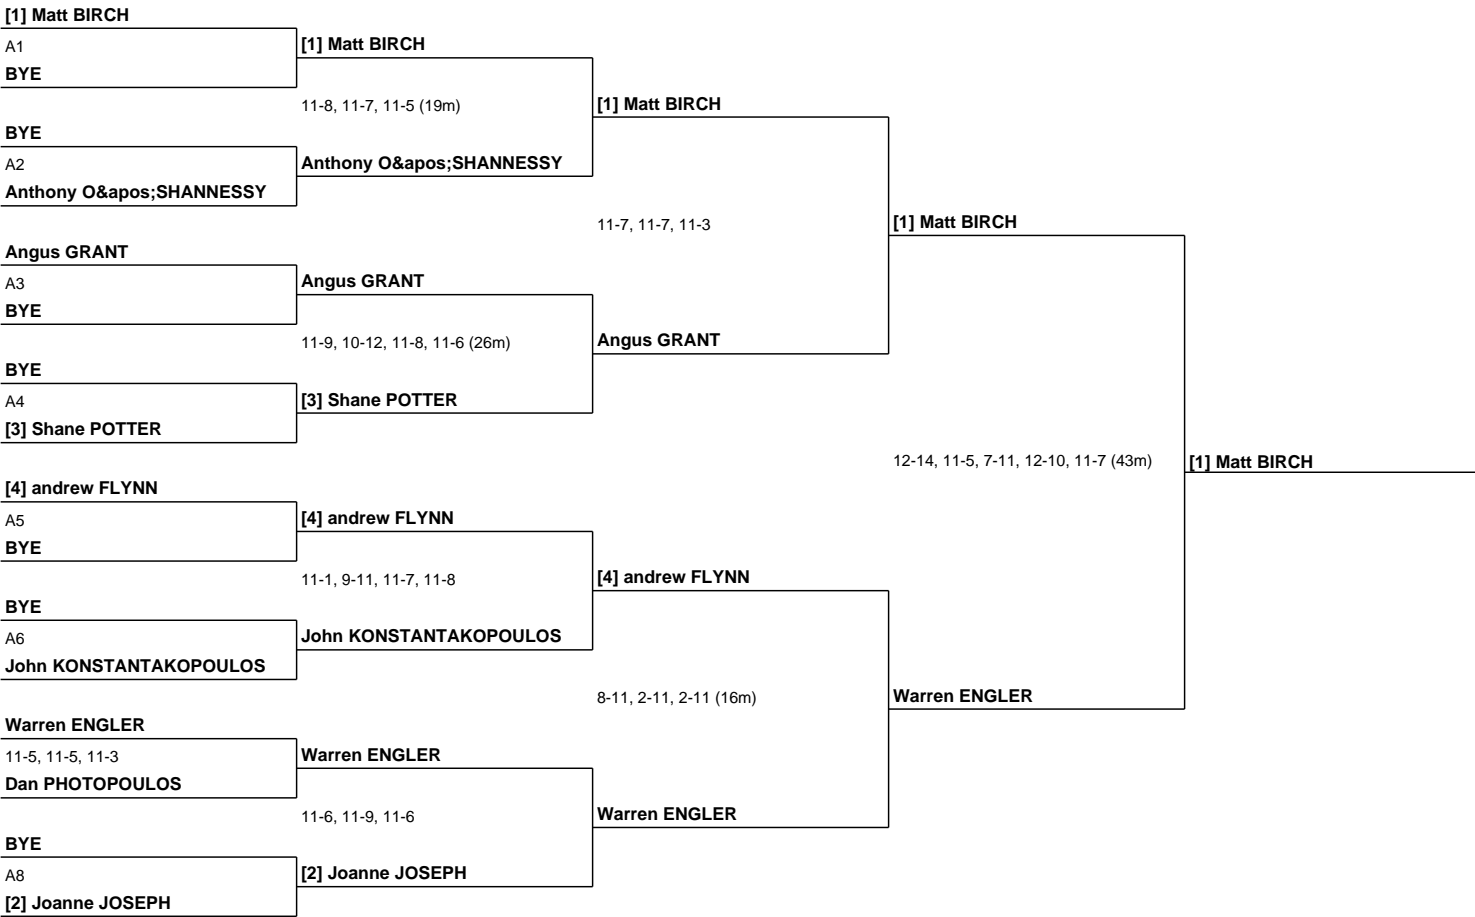 [1] Matt BIRCH
A1
BYE
BYE
A2
Anthony O&apos;SHANNESSY
Angus GRANT
A3
BYE
BYE
A4
[3] Shane POTTER
[4] andrew FLYNN
A5
BYE
BYE
A6
John KONSTANTAKOPOULOS
Warren ENGLER
11-5, 11-5, 11-3
Dan PHOTOPOULOS
BYE
A8
[2] Joanne JOSEPH
[1] Matt BIRCH
11-8, 11-7, 11-5 (19m)
Anthony O&apos;SHANNESSY
Angus GRANT
11-9, 10-12, 11-8, 11-6 (26m)
[3] Shane POTTER
[4] andrew FLYNN
11-1, 9-11, 11-7, 11-8
John KONSTANTAKOPOULOS
Warren ENGLER
11-6, 11-9, 11-6
[2] Joanne JOSEPH
[1] Matt BIRCH
11-7, 11-7, 11-3
Angus GRANT
[4] andrew FLYNN
8-11, 2-11, 2-11 (16m)
Warren ENGLER
[1] Matt BIRCH
12-14, 11-5, 7-11, 12-10, 11-7 (43m)
Warren ENGLER
[1] Matt BIRCH